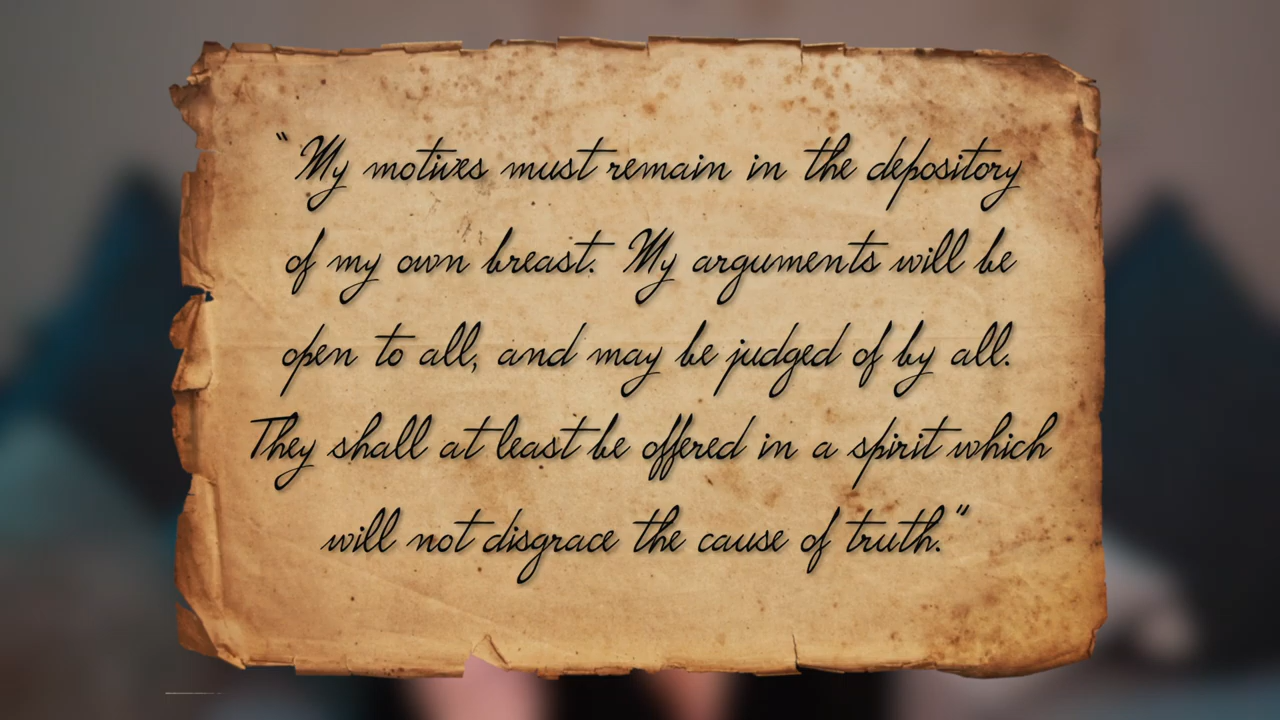 "My motives must remain in the depository
of my own breast. My arguments will be
open to all, and may be judged of by all.
They shall at least be offered in a spirit which
will not disgrace the cause of truth."